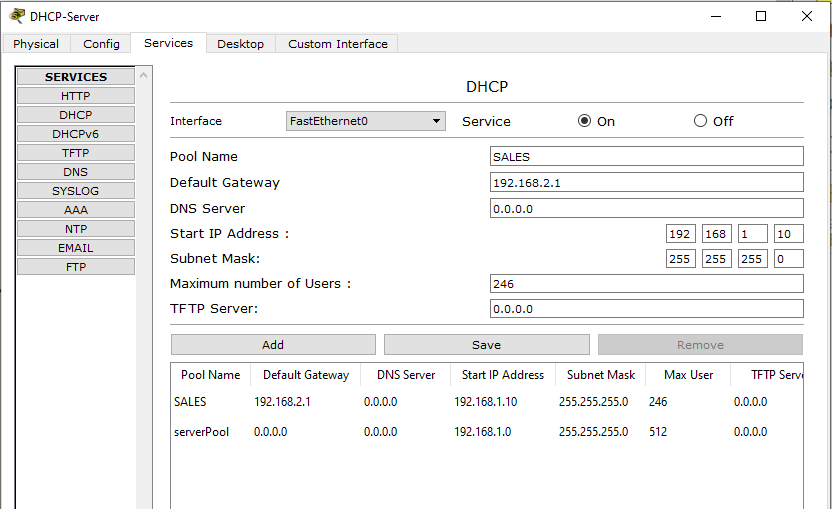 DHCP-Server
Physical Config Services Desktop Custom Interface
SERVICES
HTTP
DHCP
DHCPv6
TFTP
DNS
SYSLOG
AAA
NTP
EMAIL
FTP
DHCP
Interface FastEthernet0 Service On Off
Pool Name SALES
Default Gateway 192.168.2.1
DNS Server 0.0.0.0
Start IP Address : 192 168 1 10
Subnet Mask: 255 255 255 0
Maximum number of Users : 246
TFTP Server: 0.0.0.0
Add Save Remove
Pool Name Default Gateway DNS Server Start IP Address Subnet Mask Max User TFTP Serve
SALES 192.168.2.1 0.0.0.0 192.168.1.10 255.255.255.0 246 0.0.0.0
serverPool 0.0.0.0 0.0.0.0 192.168.1.0 255.255.255.0 512 0.0.0.0